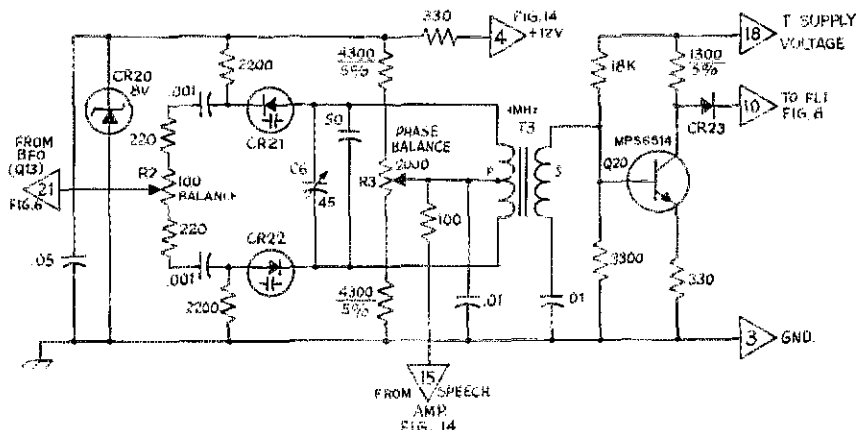 330
4
FIG. 14
+12V
18
T SUPPLY
VOLTAGE
CR20
8V
2200
4300
5%
18K
1300
5%
.001
CR21
50
PHASE
BALANCE
2000
4MHz
T3
CR23
10
FIG. 8
FROM
BFO
(Q13)
21
FIG.6
220
R2
100
BALANCE
220
C6
45
R3
P
S
MPS6514
Q20
100
.05
.001
CR22
2200
4300
5%
.01
.01
3300
330
3
GND.
15
FROM SPEECH
AMP.
FIG. 14